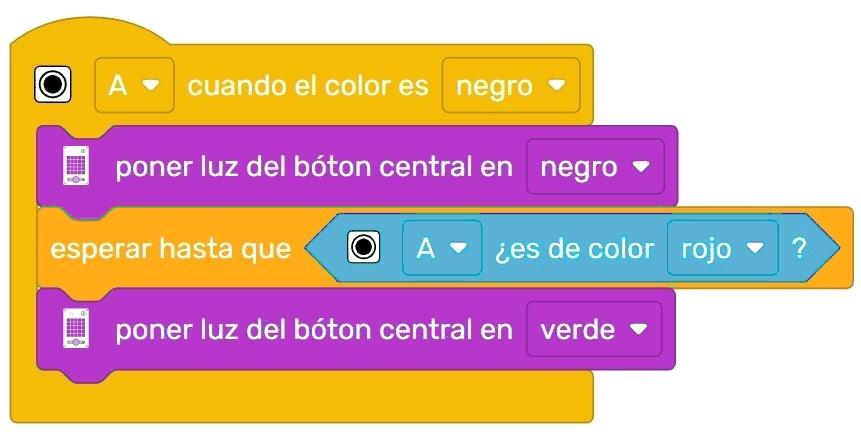 A cuando el color es negro
poner luz del bóton central en negro
esperar hasta que A ¿es de color rojo ?
poner luz del bóton central en verde